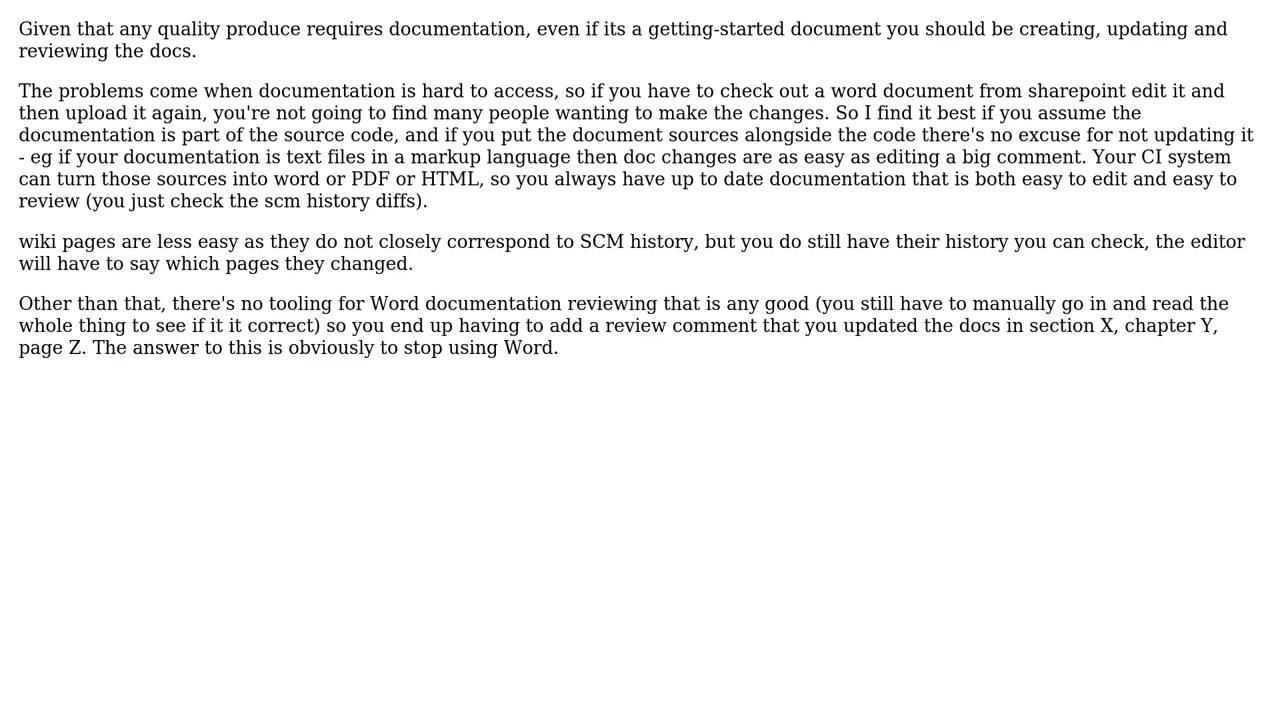 Given that any quality produce requires documentation, even if its a getting-started document you should be creating, updating and
reviewing the docs.
The problems come when documentation is hard to access, so if you have to check out a word document from sharepoint edit it and
then upload it again, you're not going to find many people wanting to make the changes. So I find it best if you assume the
documentation is part of the source code, and if you put the document sources alongside the code there's no excuse for not updating it
- eg if your documentation is text files in a markup language then doc changes are as easy as editing a big comment. Your CI system
can turn those sources into word or PDF or HTML, so you always have up to date documentation that is both easy to edit and easy to
review (you just check the scm history diffs).
wiki pages are less easy as they do not closely correspond to SCM history, but you do still have their history you can check, the editor
will have to say which pages they changed.
Other than that, there's no tooling for Word documentation reviewing that is any good (you still have to manually go in and read the
whole thing to see if it it correct) so you end up having to add a review comment that you updated the docs in section X, chapter Y,
page Z. The answer to this is obviously to stop using Word.